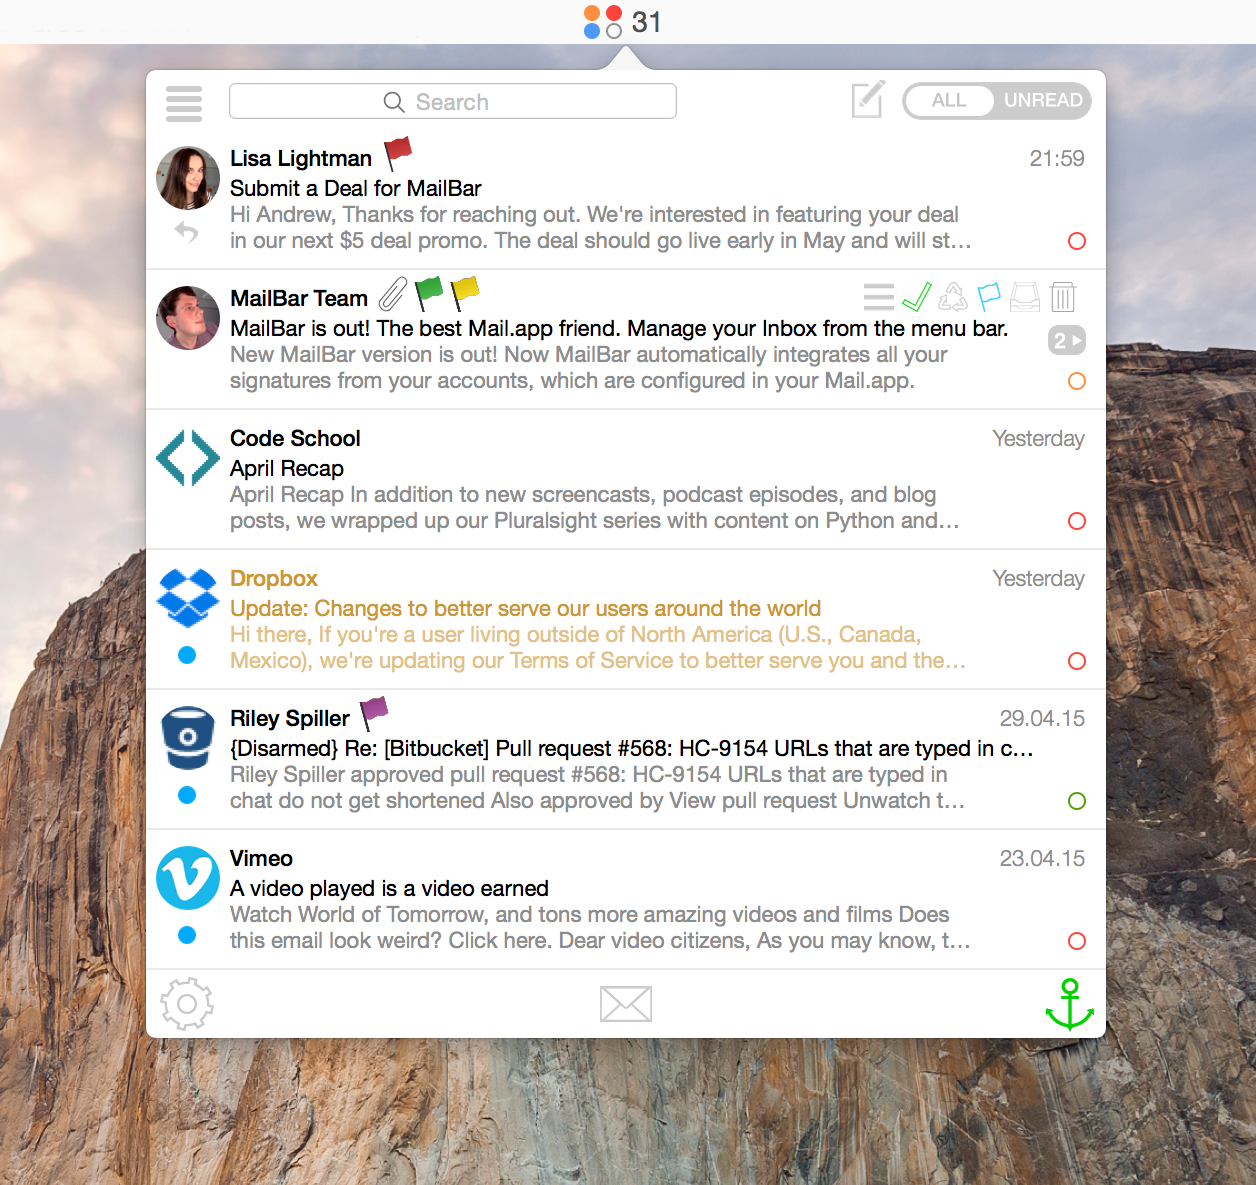 31
Search
ALL UNREAD
Lisa Lightman 21:59
Submit a Deal for MailBar
Hi Andrew, Thanks for reaching out. We're interested in featuring your deal
in our next $5 deal promo. The deal should go live early in May and will st…
MailBar Team
MailBar is out! The best Mail.app friend. Manage your Inbox from the menu bar.
2
New MailBar version is out! Now MailBar automatically integrates all your
signatures from your accounts, which are configured in your Mail.app.
Code School Yesterday
April Recap
April Recap In addition to new screencasts, podcast episodes, and blog
posts, we wrapped up our Pluralsight series with content on Python and…
Dropbox Yesterday
Update: Changes to better serve our users around the world
Hi there, If you're a user living outside of North America (U.S., Canada,
Mexico), we're updating our Terms of Service to better serve you and the…
Riley Spiller 29.04.15
{Disarmed} Re: [Bitbucket] Pull request #568: HC-9154 URLs that are typed in c…
Riley Spiller approved pull request #568: HC-9154 URLs that are typed in
chat do not get shortened Also approved by View pull request Unwatch t…
Vimeo 23.04.15
A video played is a video earned
Watch World of Tomorrow, and tons more amazing videos and films Does
this email look weird? Click here. Dear video citizens, As you may know, t…